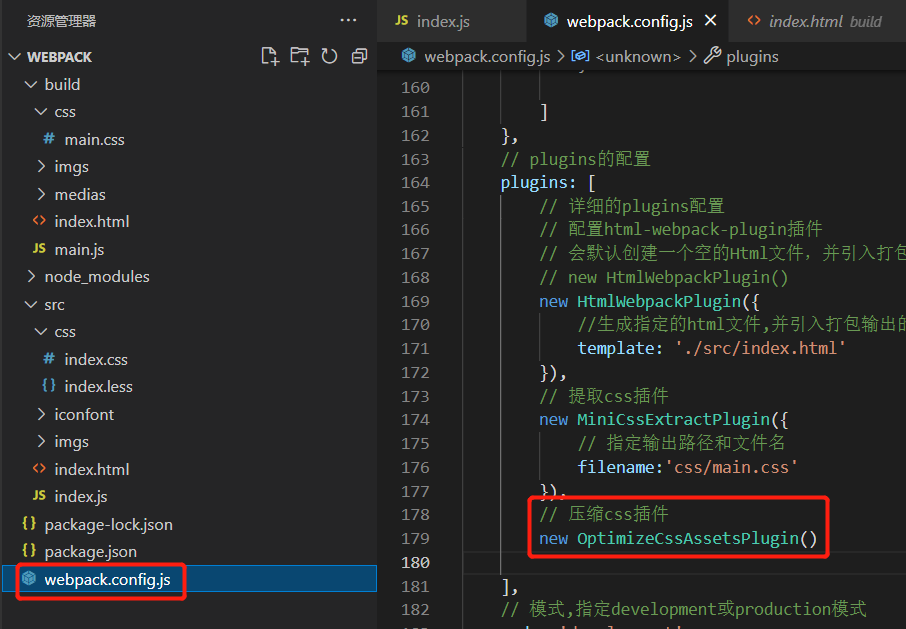 资源管理器
WEBPACK
build
css
# main.css
imgs
medias
<> index.html
JS main.js
node_modules
src
css
# index.css
{} index.less
iconfont
imgs
<> index.html
JS index.js
{} package-lock.json
{} package.json
webpack.config.js
JS index.js
webpack.config.js
<> index.html build
webpack.config.js > <unknown> > plugins
160
161 ]
162 },
163 // plugins的配置
164 plugins: [
165 // 详细的plugins配置
166 // 配置html-webpack-plugin插件
167 // 会默认创建一个空的Html文件，并引入打包
168 // new HtmlWebpackPlugin()
169 new HtmlWebpackPlugin({
170 //生成指定的html文件,并引入打包输出的
171 template: './src/index.html'
172 }),
173 // 提取css插件
174 new MiniCssExtractPlugin({
175 // 指定输出路径和文件名
176 filename:'css/main.css'
177 }),
178 // 压缩css插件
179 new OptimizeCssAssetsPlugin()
180
181 ],
182 // 模式,指定development或production模式